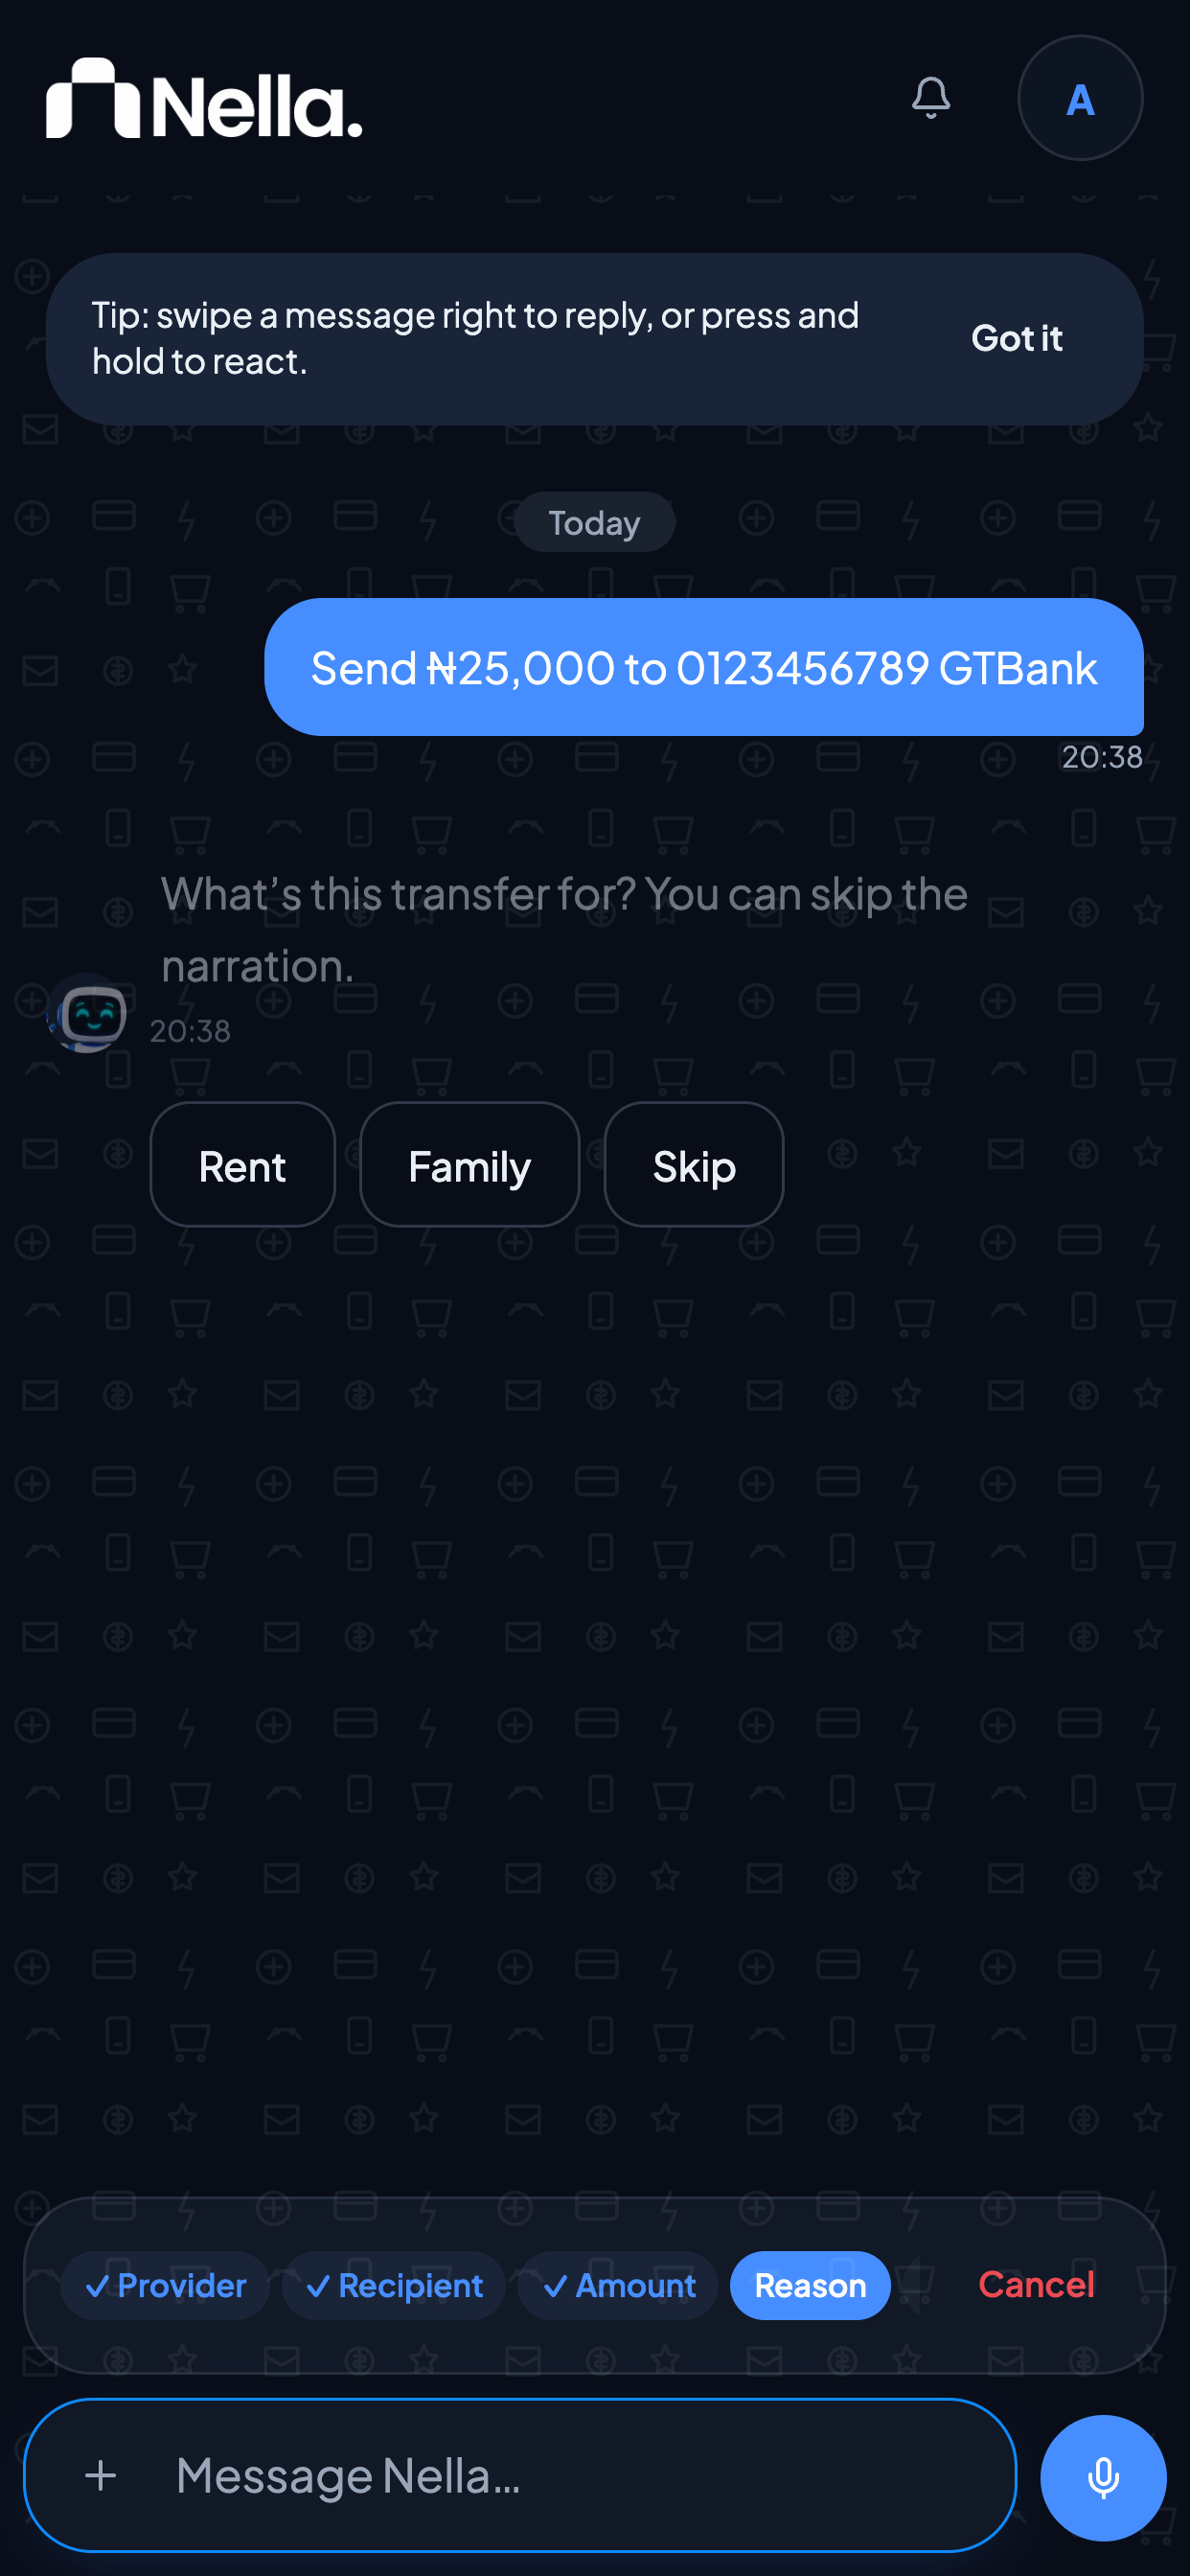 Nella.
A
Tip: swipe a message right to reply, or press and
hold to react.
Got it
Today
Send ₦25,000 to 0123456789 GTBank
20:38
What’s this transfer for? You can skip the
narration.
20:38
Rent
Family
Skip
✓ Provider
✓ Recipient
✓ Amount
Reason
Cancel
Message Nella...